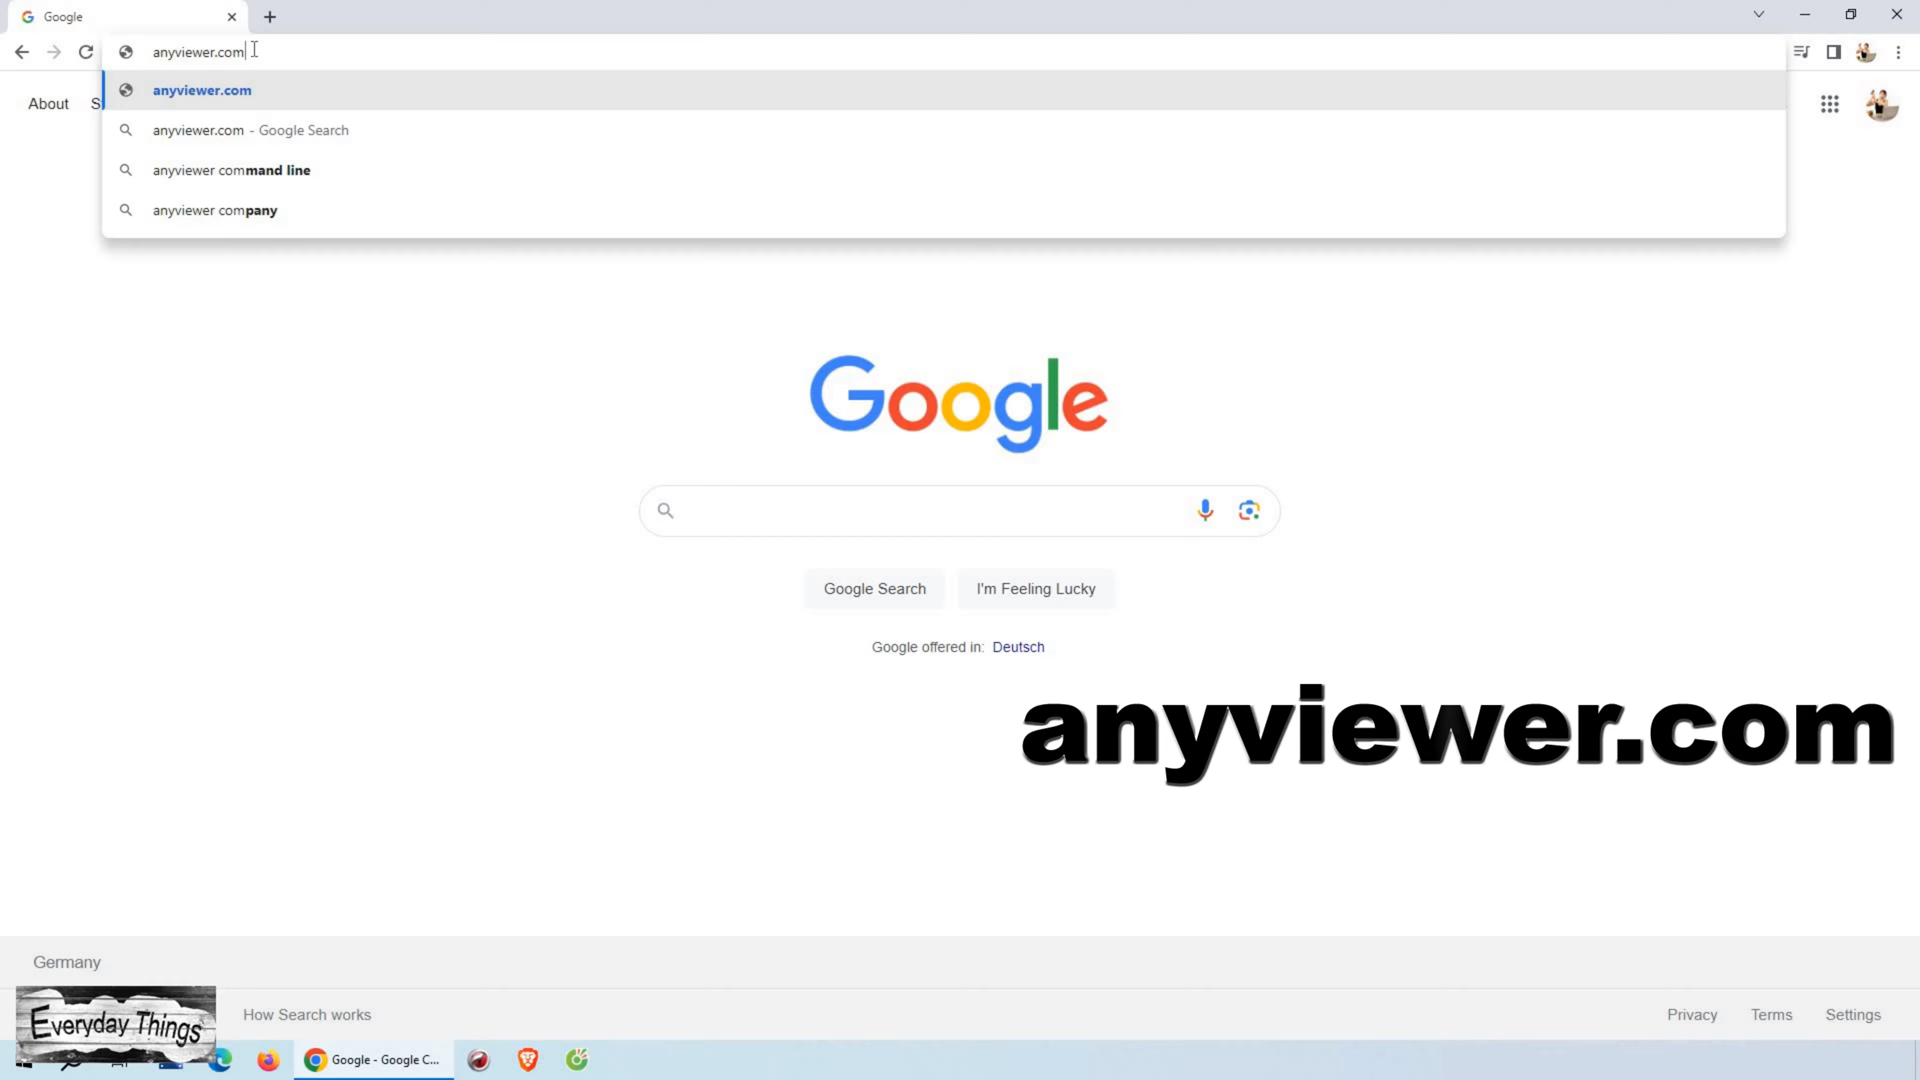 Google
anyviewer.com
anyviewer.com
anyviewer.com - Google Search
anyviewer command line
anyviewer company
About
S
Google
Google Search
I'm Feeling Lucky
Google offered in: Deutsch
anyviewer.com
Germany
Everyday Things
How Search works
Privacy
Terms
Settings
Google - Google C...